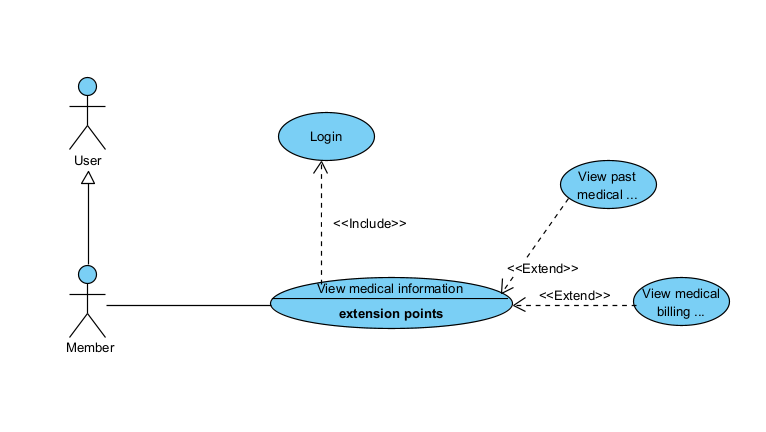 User
Login
View past
medical ...
<<Include>>
<<Extend>>
View medical information
extension points
<<Extend>>
View medical
billing ...
Member